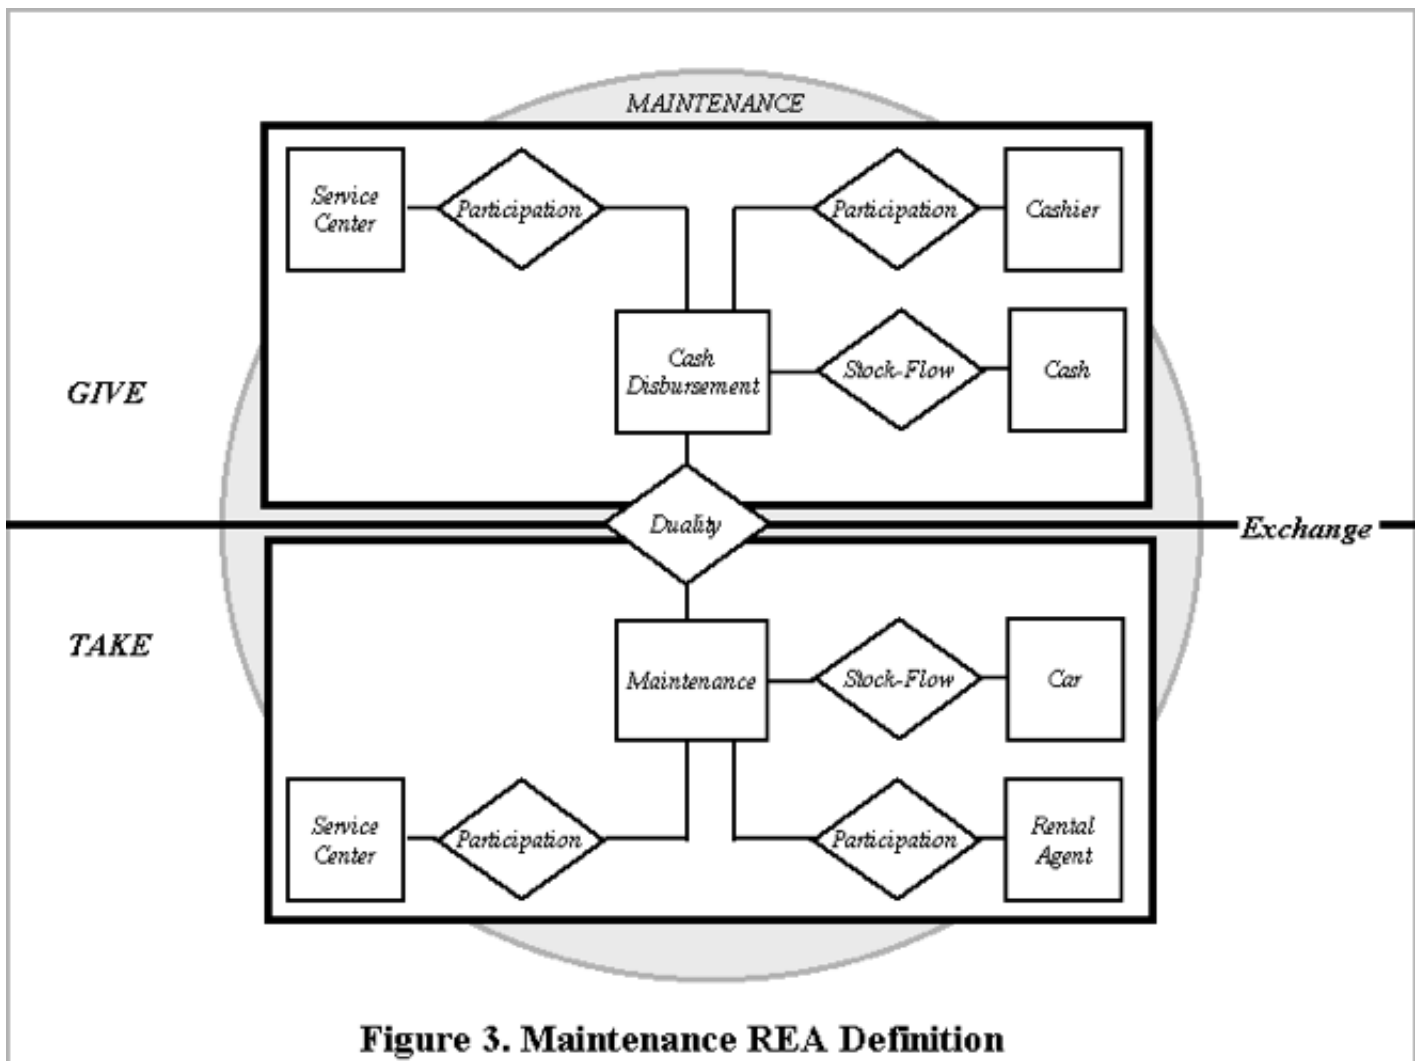 MAINTENANCE
Service
Center
Participation
Participation
Cashier
Cash
Disbursement
Stock-Flow
Cash
GIVE
Duality
Exchange
TAKE
Maintenance
Stock-Flow
Car
Service
Center
Participation
Participation
Rental
Agent
Figure 3. Maintenance REA Definition